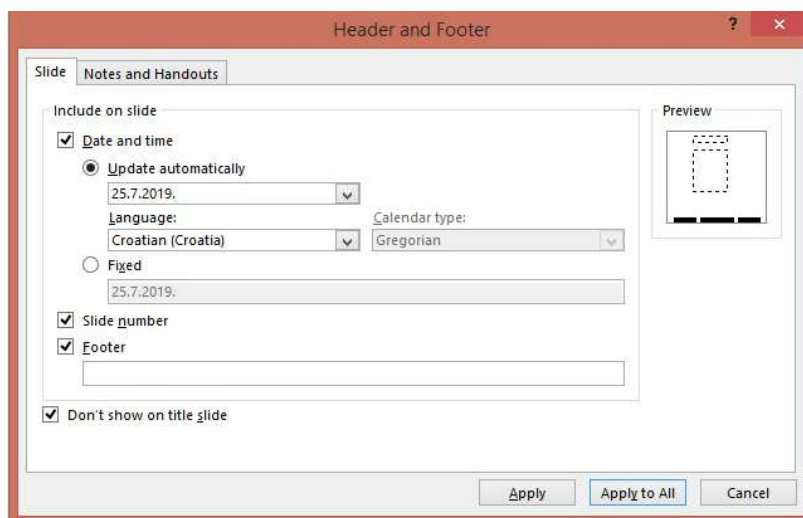 Header and Footer
? ×
Slide Notes and Handouts
Include on slide
Preview
Date and time
Update automatically
25.7.2019.
Language: Calendar type:
Croatian (Croatia) Gregorian
Fixed
25.7.2019.
Slide number
Footer
Don't show on title slide
Apply Apply to All Cancel